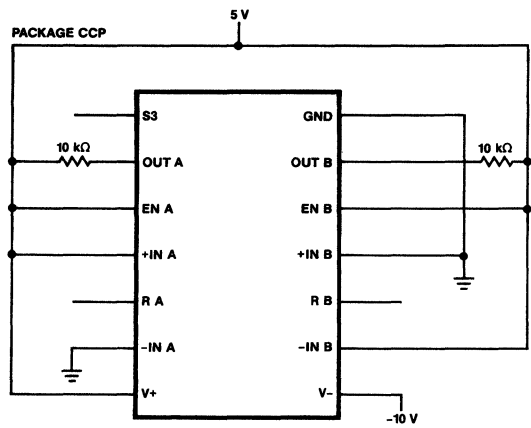 5 V
PACKAGE CCP
S3
GND
10 kΩ
OUT A
OUT B
10 kΩ
EN A
EN B
+IN A
+IN B
R A
R B
-IN A
-IN B
V+
V-
-10 V